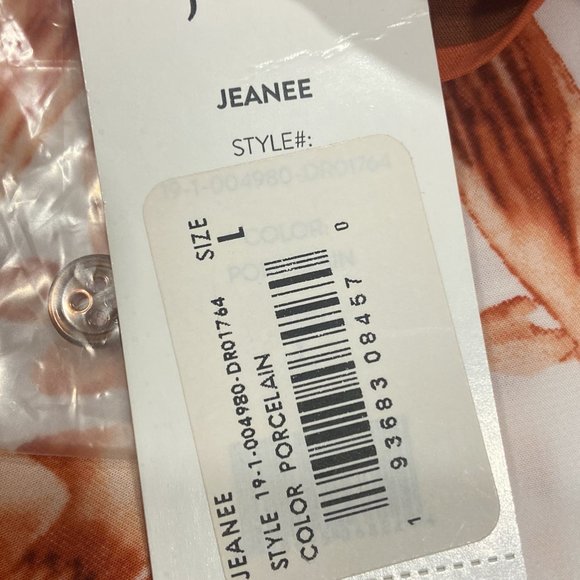 JEANEE
STYLE#:
19-1-004980-DR01764
COLOR
JEANEE
STYLE 19-1-004980-DR01764 SIZE L
COLOR PORCELAIN
1 93683 08457 0